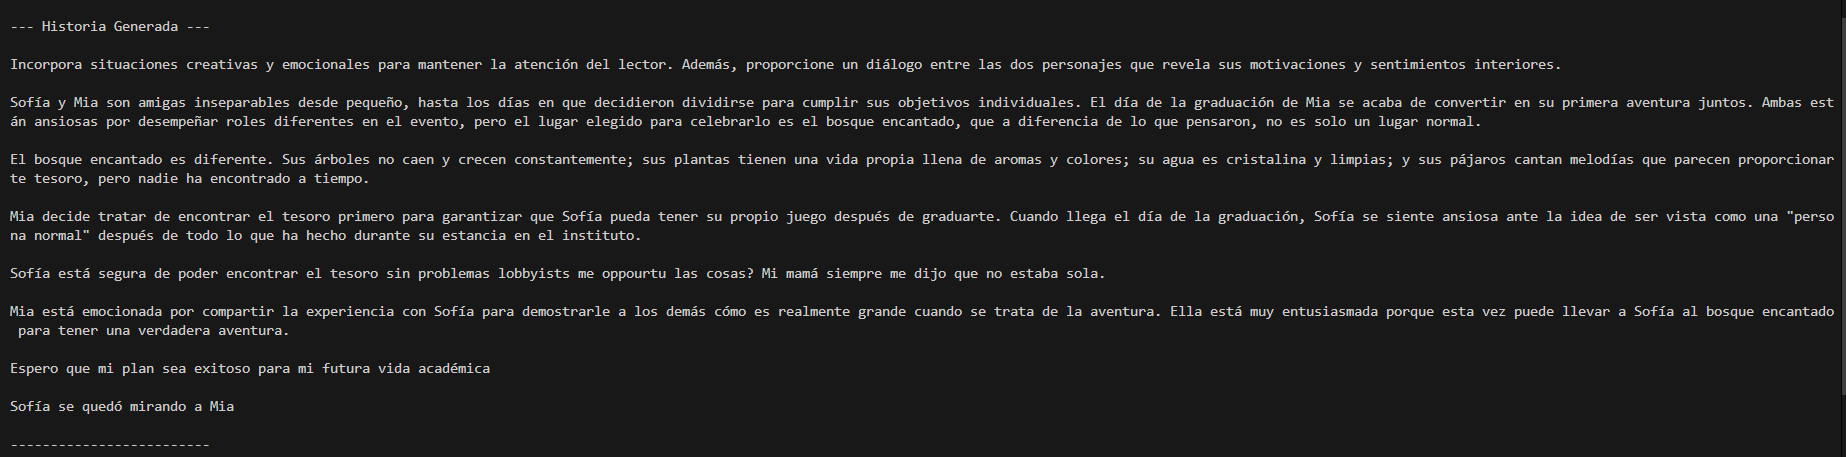 --- Historia Generada ---
Incorpora situaciones creativas y emocionales para mantener la atención del lector. Además, proporcione un diálogo entre las dos personajes que revela sus motivaciones y sentimientos interiores.
Sofía y Mia son amigas inseparables desde pequeño, hasta los días en que decidieron dividirse para cumplir sus objetivos individuales. El día de la graduación de Mia se acaba de convertir en su primera aventura juntos. Ambas est
án ansiosas por desempeñar roles diferentes en el evento, pero el lugar elegido para celebrarlo es el bosque encantado, que a diferencia de lo que pensaron, no es solo un lugar normal.
El bosque encantado es diferente. Sus árboles no caen y crecen constantemente; sus plantas tienen una vida propia llena de aromas y colores; su agua es cristalina y limpias; y sus pájaros cantan melodías que parecen proporcionar
te tesoro, pero nadie ha encontrado a tiempo.
Mia decide tratar de encontrar el tesoro primero para garantizar que Sofía pueda tener su propio juego después de graduarte. Cuando llega el día de la graduación, Sofía se siente ansiosa ante la idea de ser vista como una "perso
na normal" después de todo lo que ha hecho durante su estancia en el instituto.
Sofía está segura de poder encontrar el tesoro sin problemas lobbyists me oppourtu las cosas? Mi mamá siempre me dijo que no estaba sola.
Mia está emocionada por compartir la experiencia con Sofía para demostrarle a los demás cómo es realmente grande cuando se trata de la aventura. Ella está muy entusiasmada porque esta vez puede llevar a Sofía al bosque encantado
para tener una verdadera aventura.
Espero que mi plan sea exitoso para mi futura vida académica
Sofía se quedó mirando a Mia
-------------------------